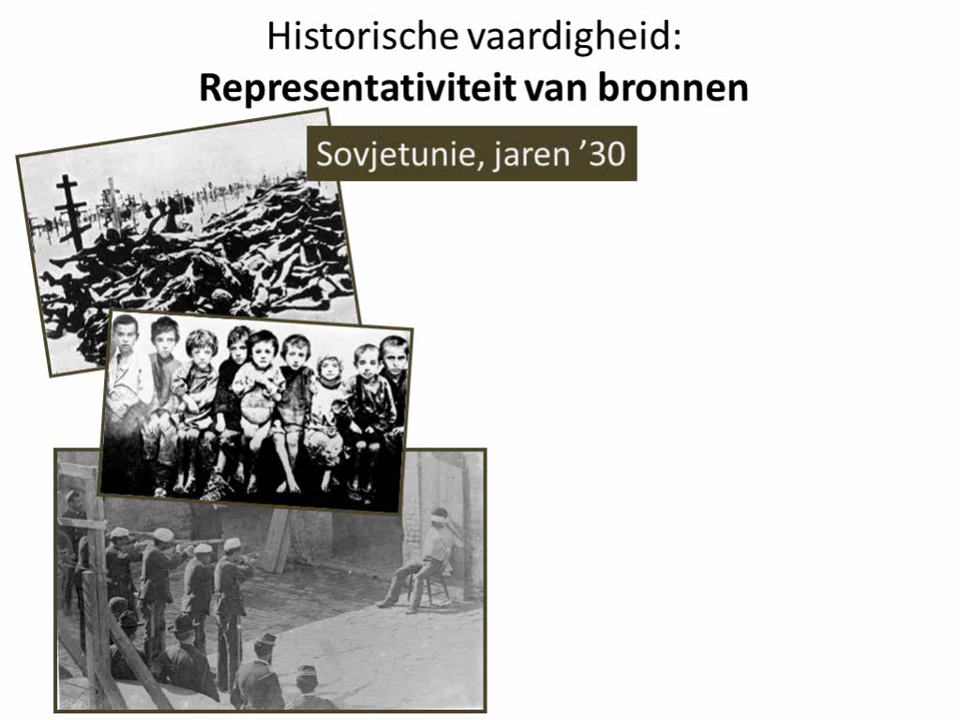 Historische vaardigheid:
Representativiteit van bronnen
Sovjetunie, jaren ’30